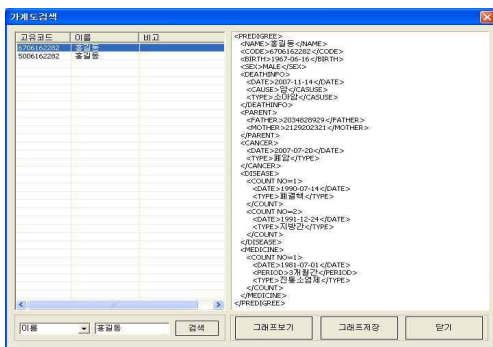 가계도검색
고유코드 이름 비고
6706162282 홍길동
5006162282 홍길동
<PREDIGREE>
<NAME>홍길동</NAME>
<CODE>6706162282</CODE>
<BIRTH>1967-06-16</BIRTH>
<SEX>MALE</SEX>
<DEATHINFO>
<DATE>2007-11-14</DATE>
<CAUSE>암</CASUSE>
<TYPE>소아암</CASUSE>
</DEATHINFO>
<PARENT>
<FATHER>2034828929</FATHER>
<MOTHER>2129202321</MOTHER>
</PARENT>
<CANCER>
<DATE>2007-07-20</DATE>
<TYPE>폐암</TYPE>
</CANCER>
<DISEASE>
<COUNT NO=1>
<DATE>1990-07-14</DATE>
<TYPE>폐결핵</TYPE>
</COUNT>
<COUNT NO=2>
<DATE>1991-12-24</DATE>
<TYPE>지방간</TYPE>
</COUNT>
</DISEASE>
<MEDICINE>
<COUNT NO=1>
<DATE>1981-07-01</DATE>
<PERIOD>3개월간</PERIOD>
<TYPE>진통소염제</TYPE>
</COUNT>
</MEDICINE>
</PREDIGREE>
이름 홍길동 검색 그래프보기 그래프저장 닫기